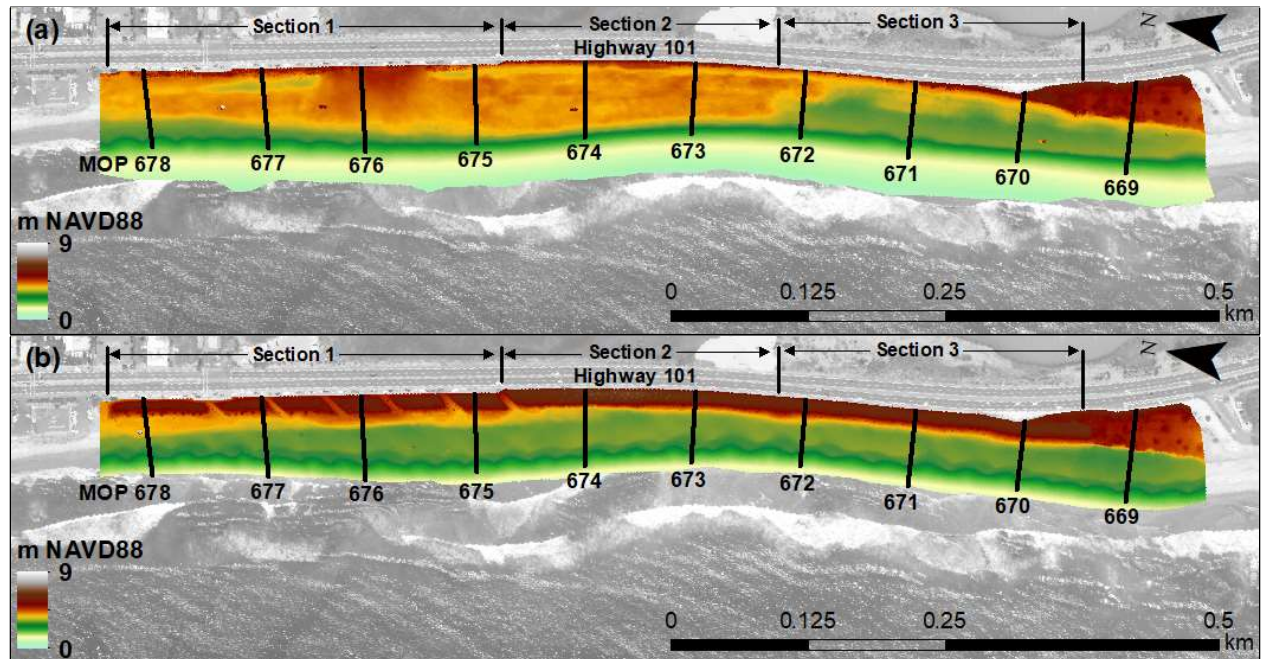 (a)
Section 1
Section 2
Section 3
N
Highway 101
MOP 678 677 676 675 674 673 672 671 670 669
m NAVD88
9
0
0 0.125 0.25 0.5
km
(b)
Section 1
Section 2
Section 3
N
Highway 101
MOP 678 677 676 675 674 673 672 671 670 669
m NAVD88
9
0
0 0.125 0.25 0.5
km